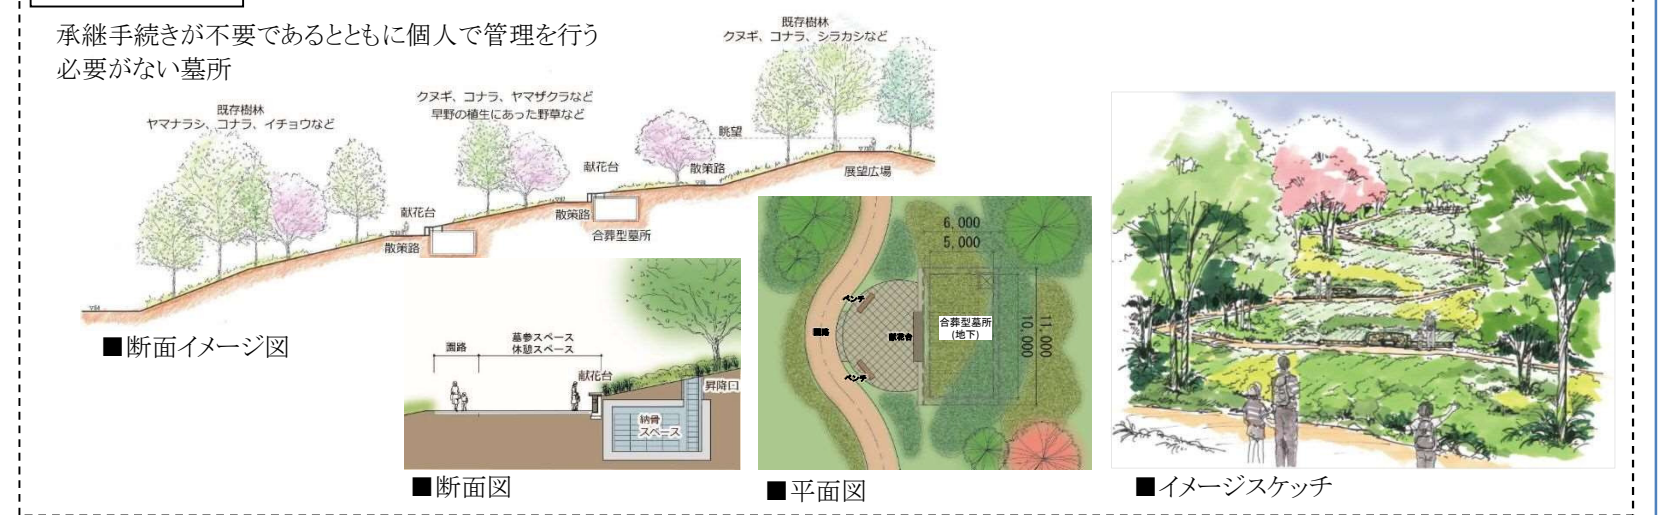 承継手続きが不要であるとともに個人で管理を行う
必要がない墓所
既存樹林
クヌギ、コナラ、シラカシなど
クヌギ、コナラ、ヤマザクラなど
早野の植生にあった野草など
既存樹林
ヤマナラシ、コナラ、イチョウなど
眺望
献花台
散策路
展望広場
献花台
散策路
合葬型墓所
散策路
■断面イメージ図
園路
墓参スペース
休憩スペース
献花台
昇降口
納骨
スペース
■断面図
6,000
5,000
ベンチ
園路
献花台
合葬型墓所
(地下)
11,000
10,000
ベンチ
■平面図
■イメージスケッチ